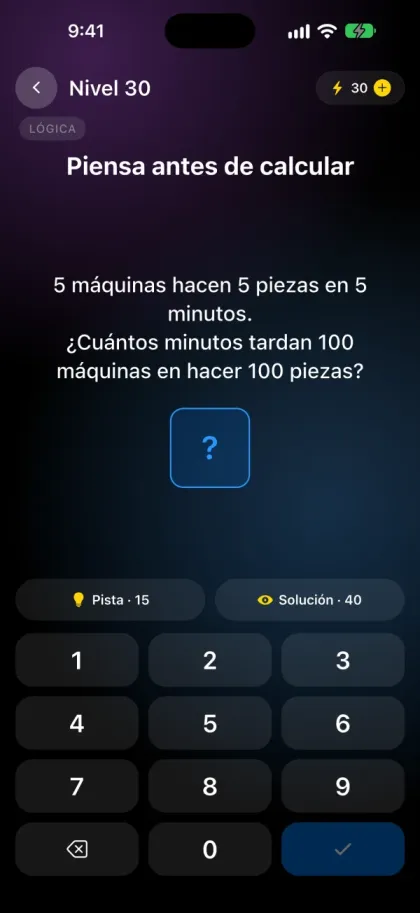 9:41
Nivel 30
30
LÓGICA
Piensa antes de calcular
5 máquinas hacen 5 piezas en 5
minutos.
¿Cuántos minutos tardan 100
máquinas en hacer 100 piezas?
?
Pista · 15
Solución · 40
1
2
3
4
5
6
7
8
9
0